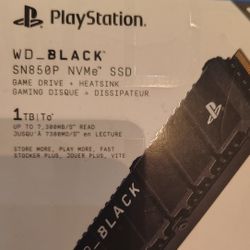 PlayStation®
WD_BLACK™
SN850P NVMe™ SSD
GAME DRIVE + HEATSINK
GAMING DISQUE + DISSIPATEUR
1TB|To*
UP TO 7,300MB/S** READ
JUSQU'À 7300MO/S** en LECTURE
STORE MORE, PLAY MORE, FAST
STOCKER PLUS, JOUER PLUS, VITE
WD_BLACK